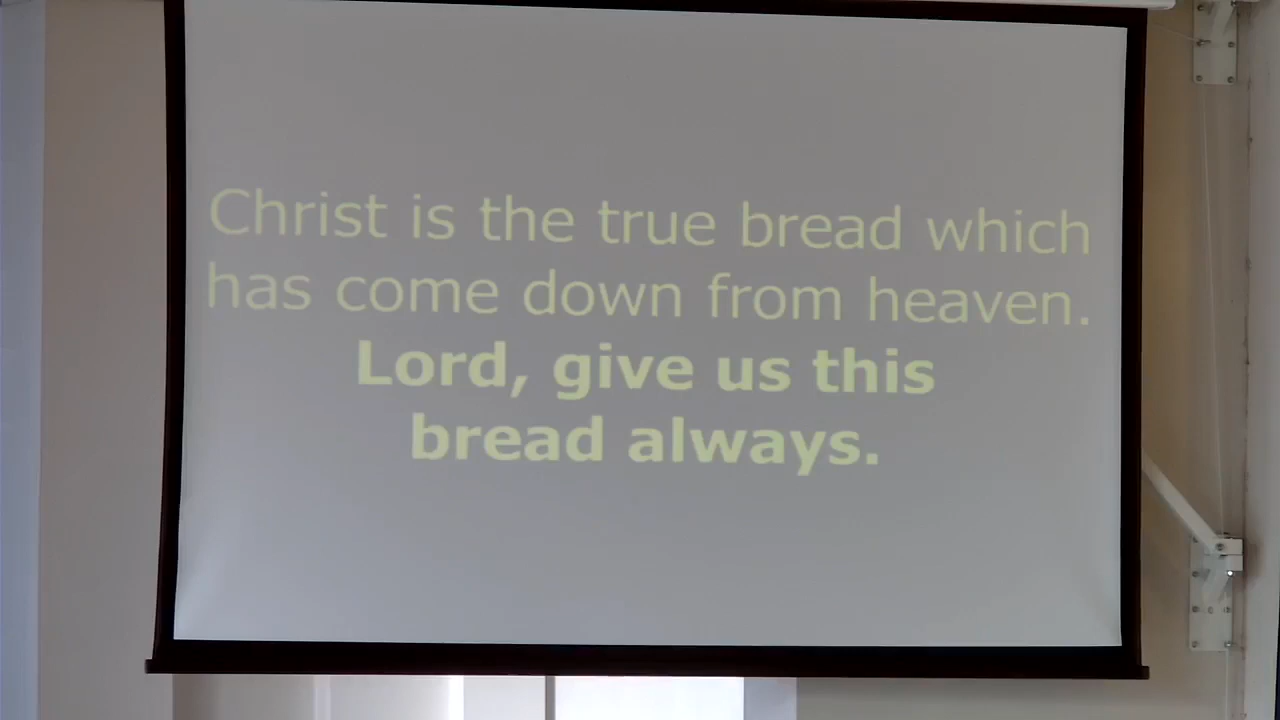 Christ is the true bread which
has come down from heaven.
Lord, give us this
bread always.